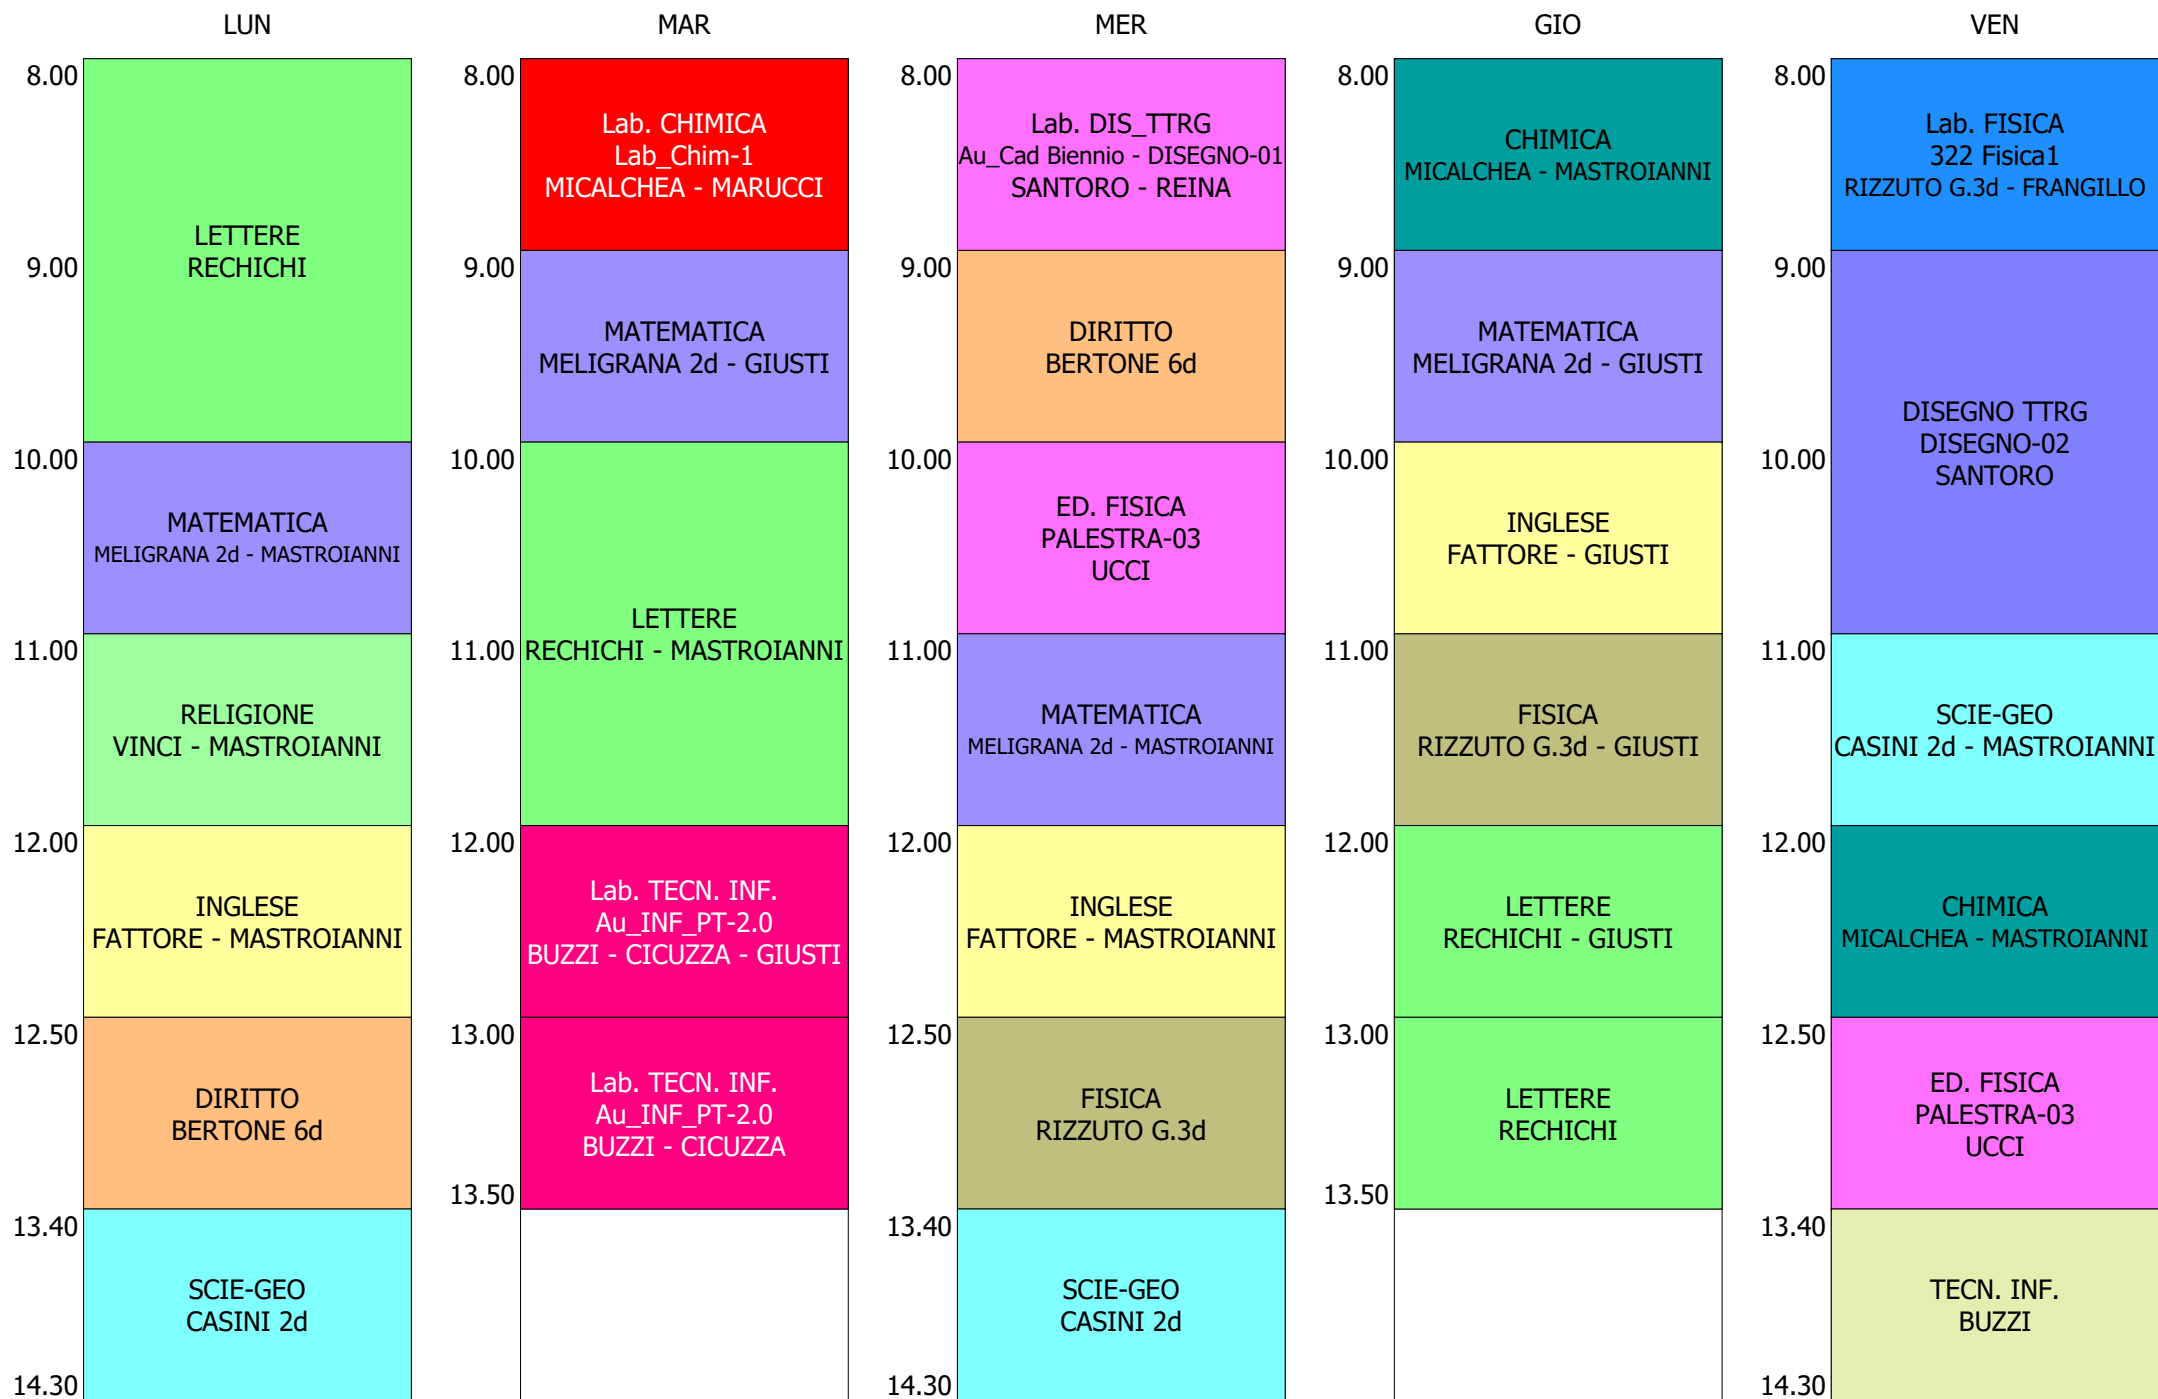 LUN
8.00
LETTERE
RECHICHI
9.00
10.00
MATEMATICA
MELIGRANA 2d - MASTROIANNI
11.00
RELIGIONE
VINCI - MASTROIANNI
12.00
INGLESE
FATTORE - MASTROIANNI
12.50
DIRITTO
BERTONE 6d
13.40
SCIE-GEO
CASINI 2d
14.30
MAR
8.00
Lab. CHIMICA
Lab_Chim-1
MICALCHEA - MARUCCI
9.00
MATEMATICA
MELIGRANA 2d - GIUSTI
10.00
LETTERE
RECHICHI - MASTROIANNI
11.00
12.00
Lab. TECN. INF.
Au_INF_PT-2.0
BUZZI - CICUZZA - GIUSTI
13.00
Lab. TECN. INF.
Au_INF_PT-2.0
BUZZI - CICUZZA
13.50
MER
8.00
Lab. DIS_TTRG
Au_Cad Biennio - DISEGNO-01
SANTORO - REINA
9.00
DIRITTO
BERTONE 6d
10.00
ED. FISICA
PALESTRA-03
UCCI
11.00
MATEMATICA
MELIGRANA 2d - MASTROIANNI
12.00
INGLESE
FATTORE - MASTROIANNI
12.50
FISICA
RIZZUTO G.3d
13.40
SCIE-GEO
CASINI 2d
14.30
GIO
8.00
CHIMICA
MICALCHEA - MASTROIANNI
9.00
MATEMATICA
MELIGRANA 2d - GIUSTI
10.00
INGLESE
FATTORE - GIUSTI
11.00
FISICA
RIZZUTO G.3d - GIUSTI
12.00
LETTERE
RECHICHI - GIUSTI
13.00
LETTERE
RECHICHI
13.50
VEN
8.00
Lab. FISICA
322 Fisica1
RIZZUTO G.3d - FRANGILLO
9.00
DISEGNO TTRG
DISEGNO-02
SANTORO
10.00
11.00
SCIE-GEO
CASINI 2d - MASTROIANNI
12.00
CHIMICA
MICALCHEA - MASTROIANNI
12.50
ED. FISICA
PALESTRA-03
UCCI
13.40
TECN. INF.
BUZZI
14.30